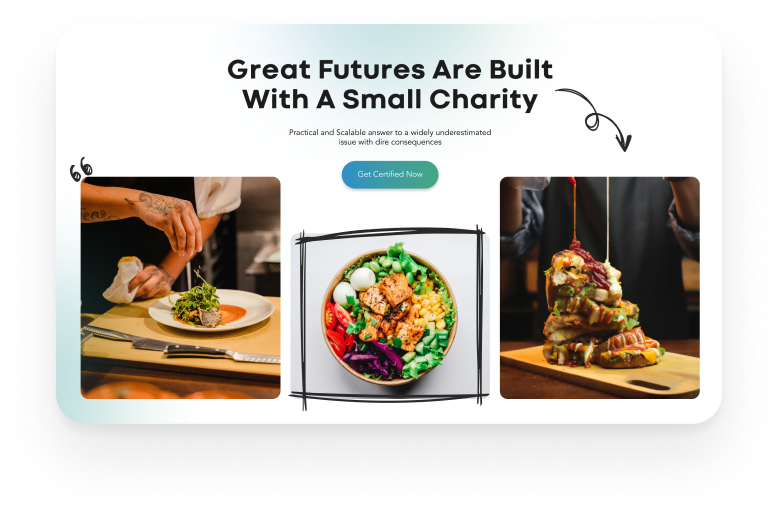 Great Futures Are Built
With A Small Charity
Practical and Scalable answer to a widely underestimated
issue with dire consequences
Get Certified Now